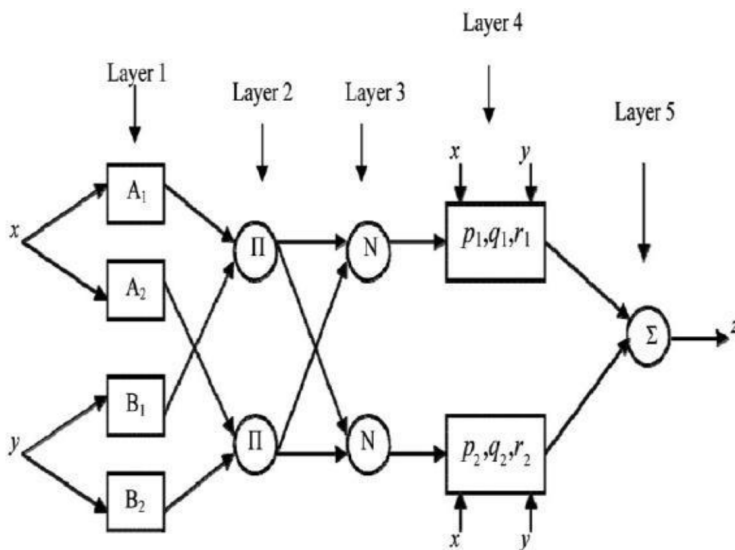 Layer 1
Layer 2
Layer 3
Layer 4
Layer 5
x
y
x
A₁
A₂
Π
N
p₁,q₁,r₁
Σ
z
y
B₁
B₂
Π
N
p₂,q₂,r₂
x
y